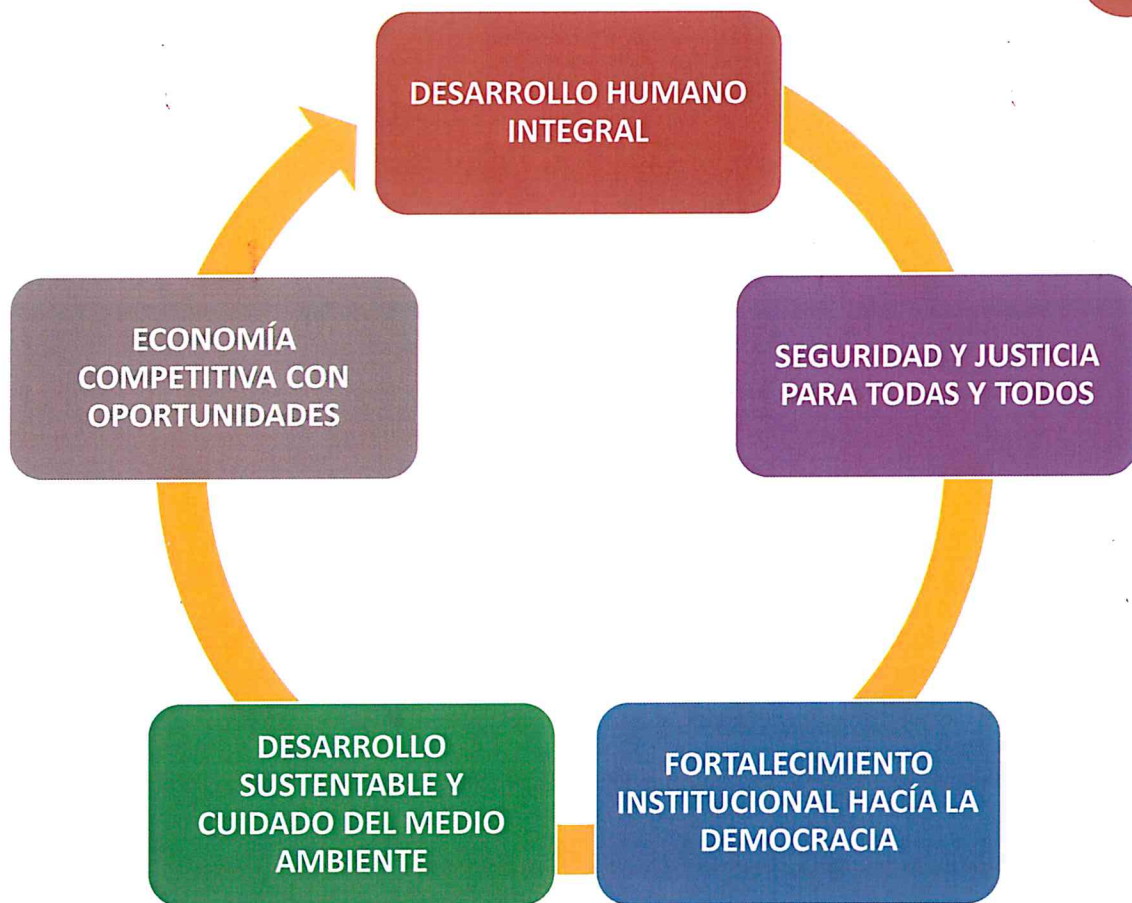 DESARROLLO HUMANO
INTEGRAL
SEGURIDAD Y JUSTICIA
PARA TODAS Y TODOS
FORTALECIMIENTO
INSTITUCIONAL HACÍA LA
DEMOCRACIA
DESARROLLO
SUSTENTABLE Y
CUIDADO DEL MEDIO
AMBIENTE
ECONOMÍA
COMPETITIVA CON
OPORTUNIDADES